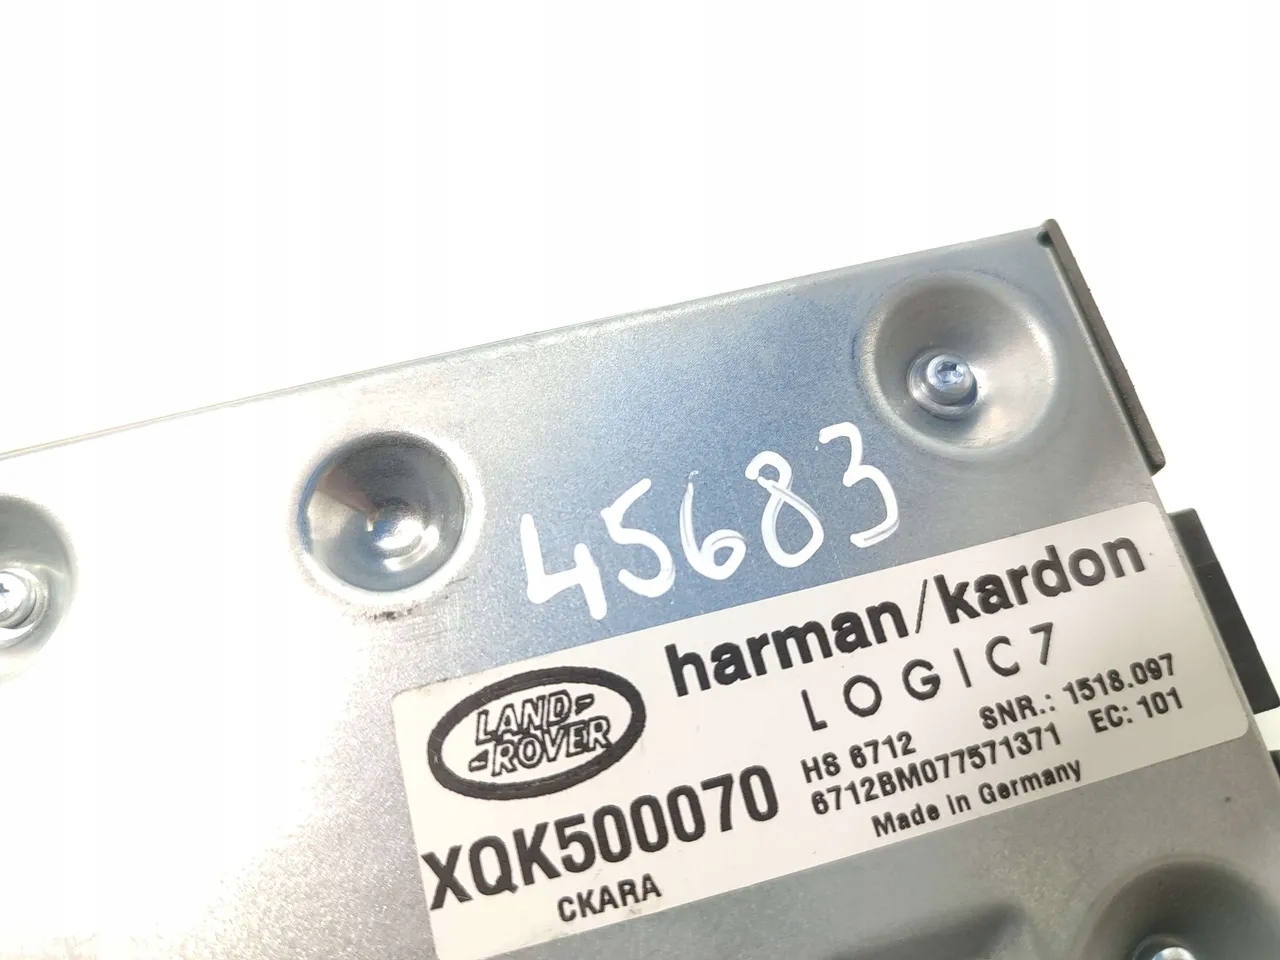 45683
harman/kardon
LOGIC7
LAND-
-ROVER
HS 6712 SNR.: 1518.097
6712BM077571371 EC: 101
Made in Germany
XQK500070
CKARA